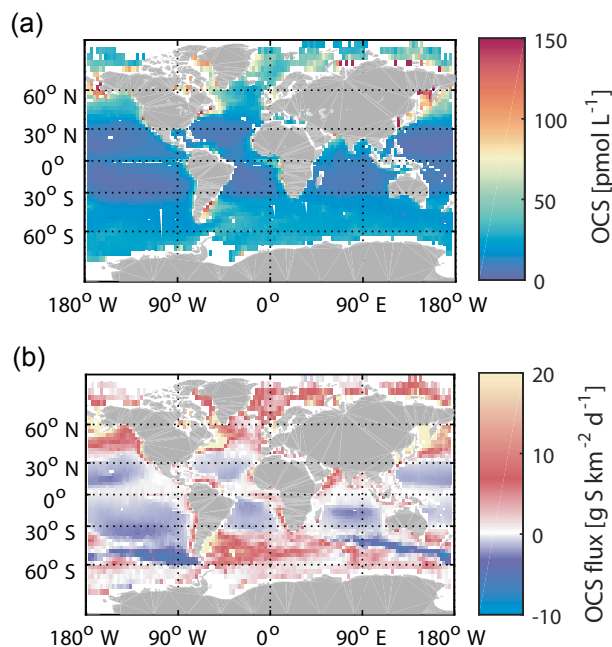 (a)
60° N
30° N
0°
30° S
60° S
180° W 90° W 0° 90° E 180° W
150
100
50
0
OCS [pmol L⁻¹]
(b)
60° N
30° N
0°
30° S
60° S
180° W 90° W 0° 90° E 180° W
20
10
0
-10
OCS flux [g S km⁻² d⁻¹]